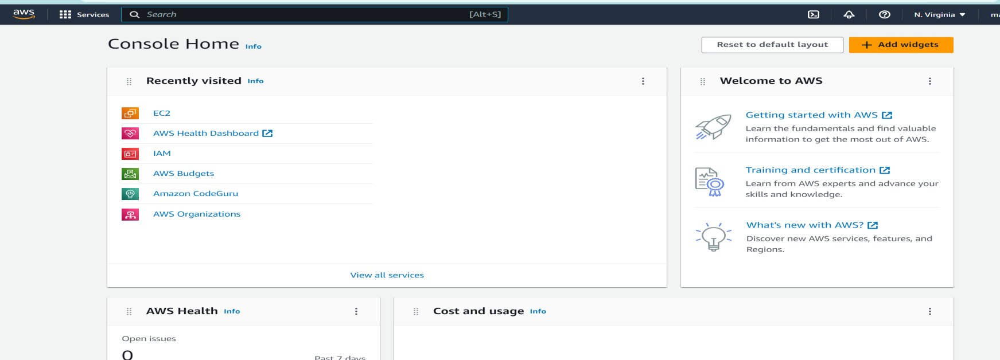 aws
Services
Search
[Alt+S]
N. Virginia
Console Home Info
Reset to default layout
Add widgets
Recently visited Info
EC2
AWS Health Dashboard
IAM
AWS Budgets
Amazon CodeGuru
AWS Organizations
View all services
Welcome to AWS
Getting started with AWS
Learn the fundamentals and find valuable
information to get the most out of AWS.
Training and certification
Learn from AWS experts and advance your
skills and knowledge.
What's new with AWS?
Discover new AWS services, features, and
Regions.
AWS Health Info
Open issues
0
Past 7 days
Cost and usage Info